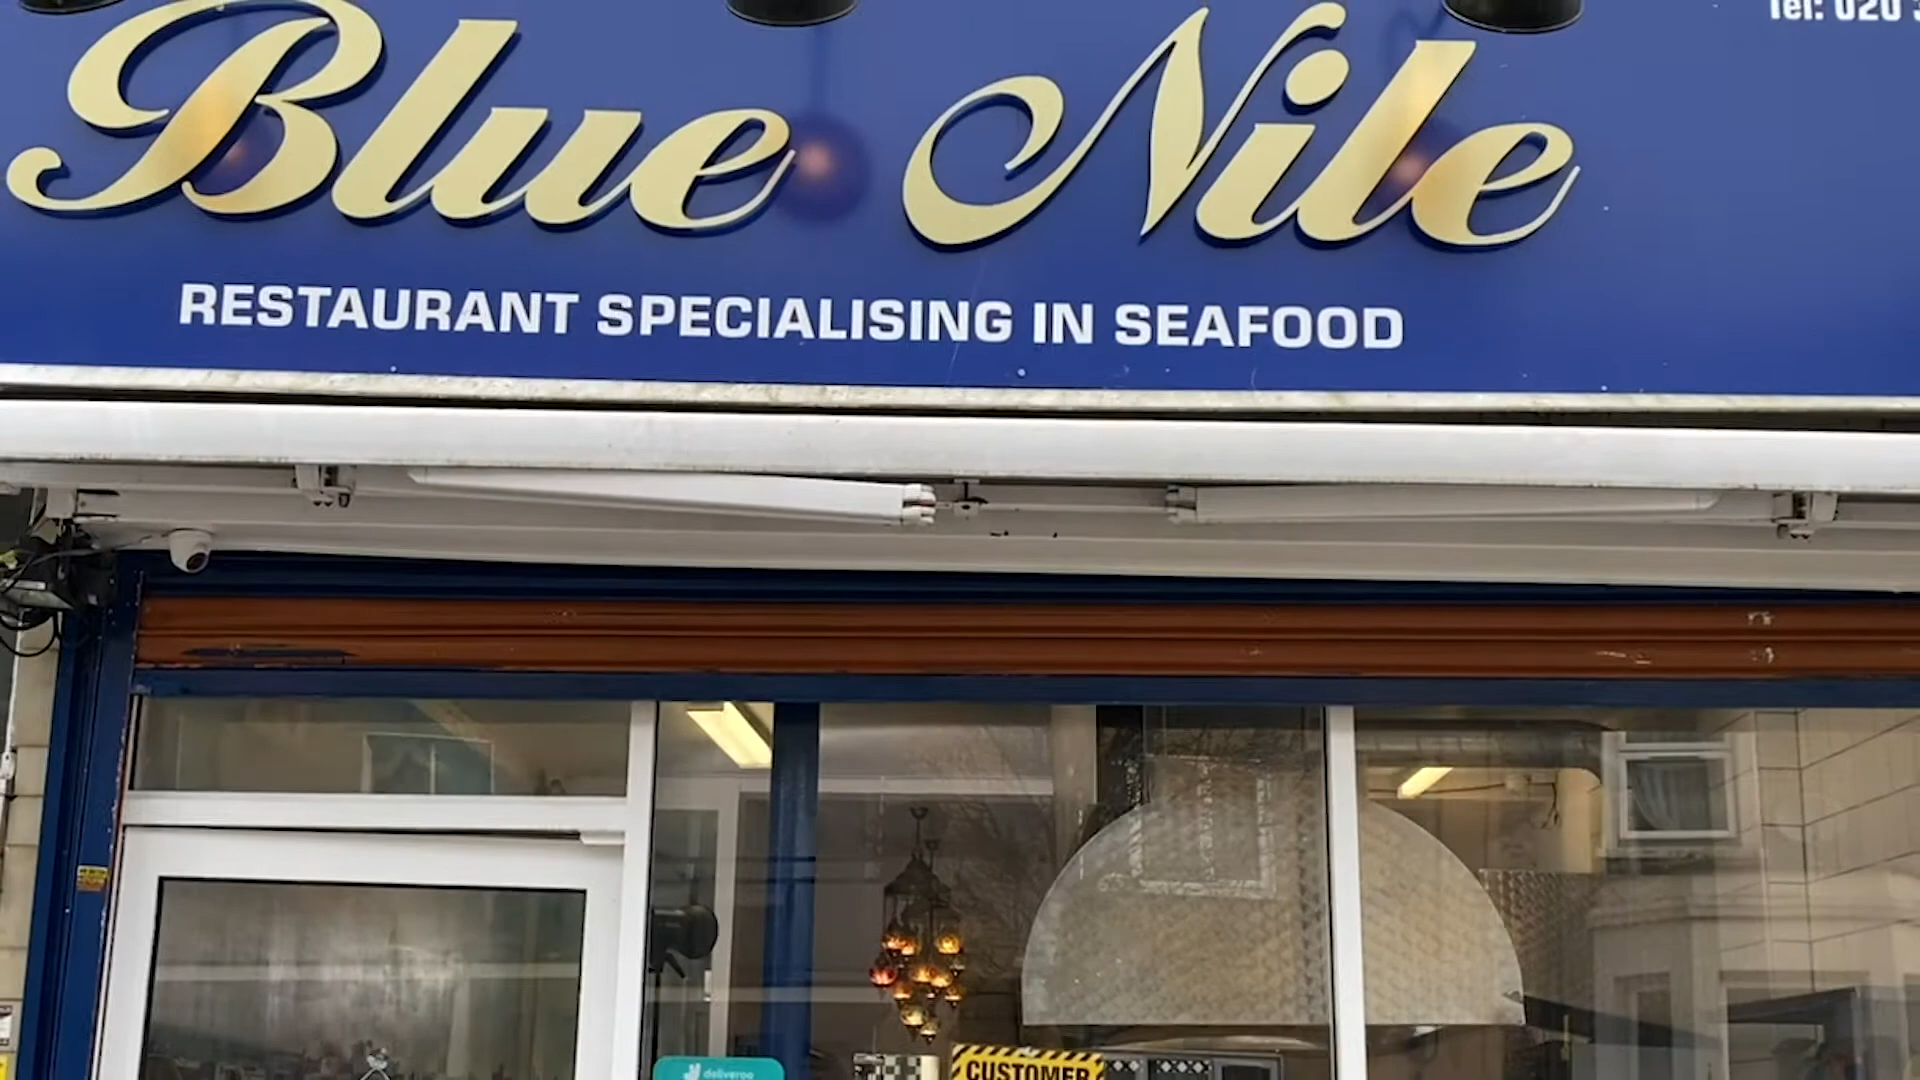 Tel: 020
Blue Nile
RESTAURANT SPECIALISING IN SEAFOOD
deliveroo
CUSTOMER